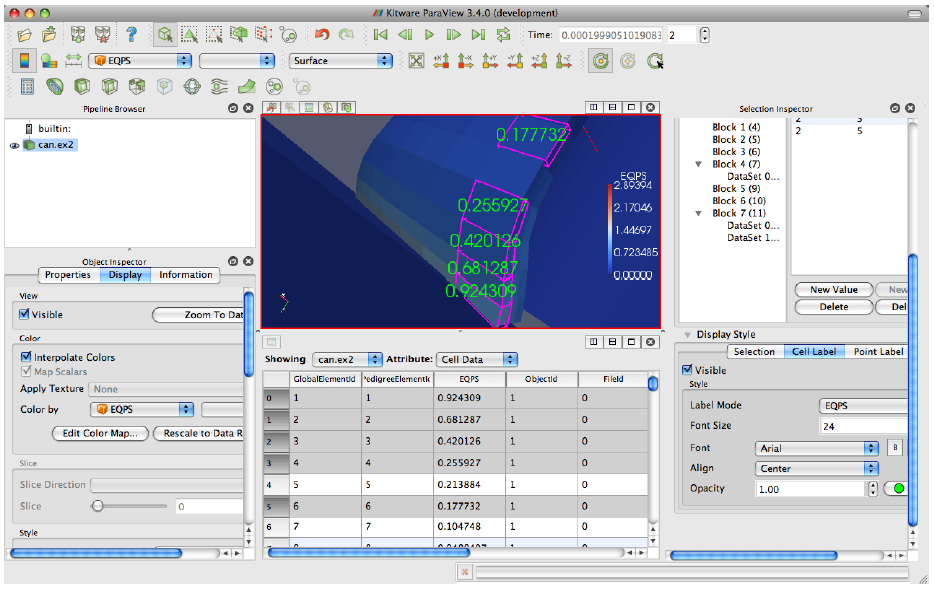 Kitware ParaView 3.4.0 (development)
Time: 0.0001999051019083 2
EQPS Surface
Pipeline Browser
builtin:
can.ex2
Object Inspector
Properties Display Information
View
Visible Zoom To Dat
Color
Interpolate Colors
Map Scalars
Apply Texture None
Color by EQPS
Edit Color Map... Rescale to Data R
Slice
Slice Direction
Slice 0
Style
0.177732
0.255927
0.420126
0.681287
0.924309
EQPS
2.89394
2.17046
1.44697
0.723485
0.00000
Showing can.ex2 Attribute: Cell Data
GlobalElementId PedigreeElementId EQPS ObjectId FileId
0 1 1 0.924309 1 0
1 2 2 0.681287 1 0
2 3 3 0.420126 1 0
3 4 4 0.255927 1 0
4 5 5 0.213884 1 0
5 6 6 0.177732 1 0
6 7 7 0.104748 1 0
Selection Inspector
Block 1 (4)
Block 2 (5)
Block 3 (6)
Block 4 (7)
DataSet 0...
Block 5 (9)
Block 6 (10)
Block 7 (11)
DataSet 0...
DataSet 1...
2 5
2 5
New Value New
Delete Del
Display Style
Selection Cell Label Point Label
Visible
Style
Label Mode EQPS
Font Size 24
Font Arial B
Align Center
Opacity 1.00